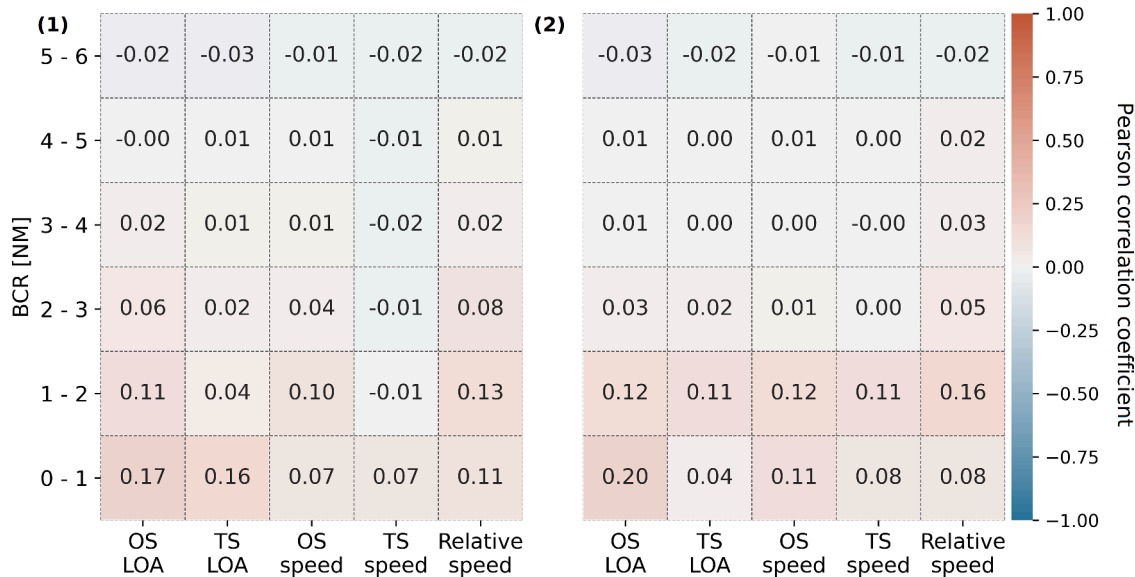 (1)
(2)
5 - 6 -0.02 -0.03 -0.01 -0.02 -0.02 -0.03 -0.02 -0.01 -0.01 -0.02
4 - 5 -0.00 0.01 0.01 -0.01 0.01 0.01 0.00 0.01 0.00 0.02
3 - 4 0.02 0.01 0.01 -0.02 0.02 0.01 0.00 0.00 -0.00 0.03
2 - 3 0.06 0.02 0.04 -0.01 0.08 0.03 0.02 0.01 0.00 0.05
1 - 2 0.11 0.04 0.10 -0.01 0.13 0.12 0.11 0.12 0.11 0.16
0 - 1 0.17 0.16 0.07 0.07 0.11 0.20 0.04 0.11 0.08 0.08
BCR [NM]
OS TS OS TS Relative OS TS OS TS Relative
LOA LOA speed speed speed LOA LOA speed speed speed
1.00
0.75
0.50
0.25
0.00
−0.25
−0.50
−0.75
−1.00
Pearson correlation coefficient